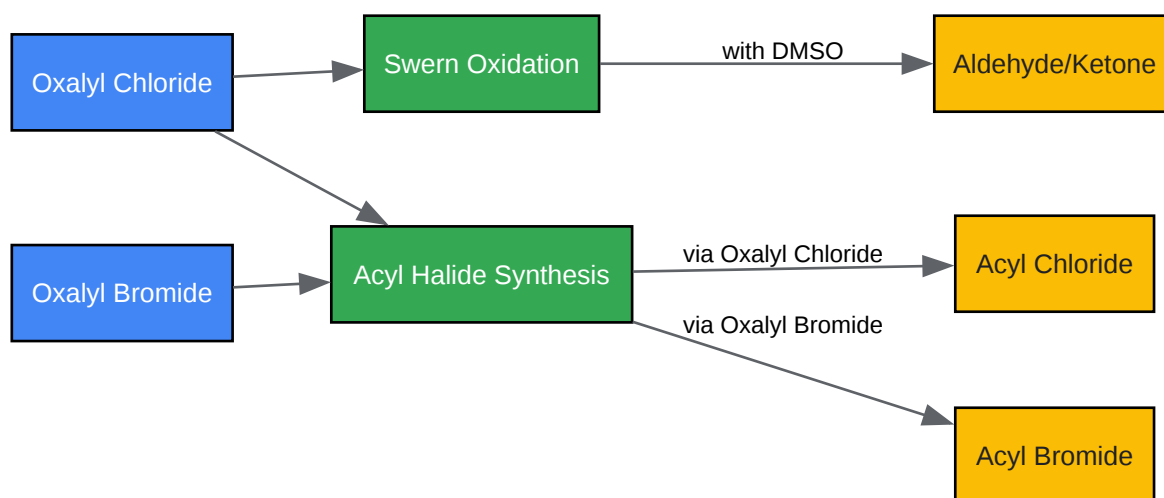 Oxalyl Chloride
Swern Oxidation
with DMSO
Aldehyde/Ketone
Oxalyl Bromide
Acyl Halide Synthesis
via Oxalyl Chloride
Acyl Chloride
via Oxalyl Bromide
Acyl Bromide